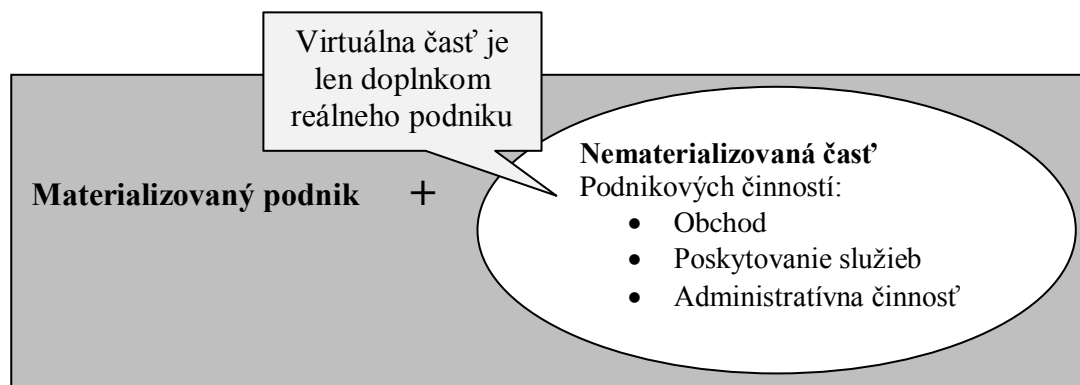 Virtuálna časť je
len doplnkom
reálneho podniku
Materializovaný podnik +
Nematerializovaná časť
Podnikových činností:
• Obchod
• Poskytovanie služieb
• Administratívna činnosť